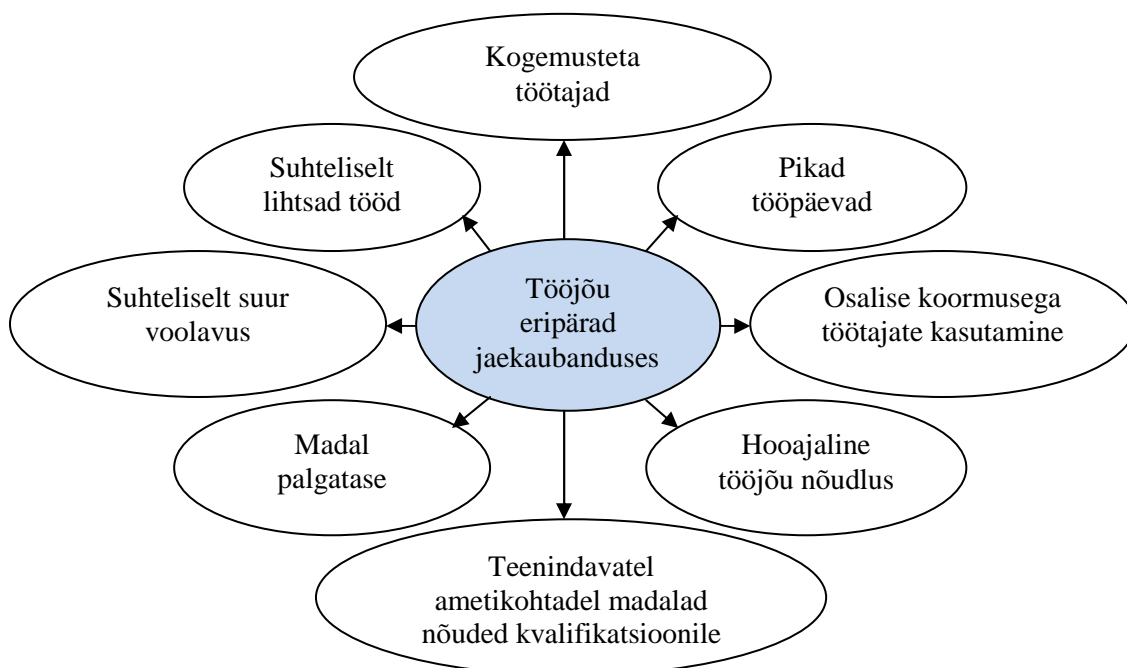 Kogemusteta
töötajad
Suhteliselt
lihtsad tööd
Pikad
tööpäevad
Suhteliselt suur
voolavus
Tööjõu
eripärad
jaekaubanduses
Osalise koormusega
töötajate kasutamine
Madal
palgatase
Hooajaline
tööjõu nõudlus
Teenindavatel
ametikohtadel madalad
nõuded kvalifikatsioonile